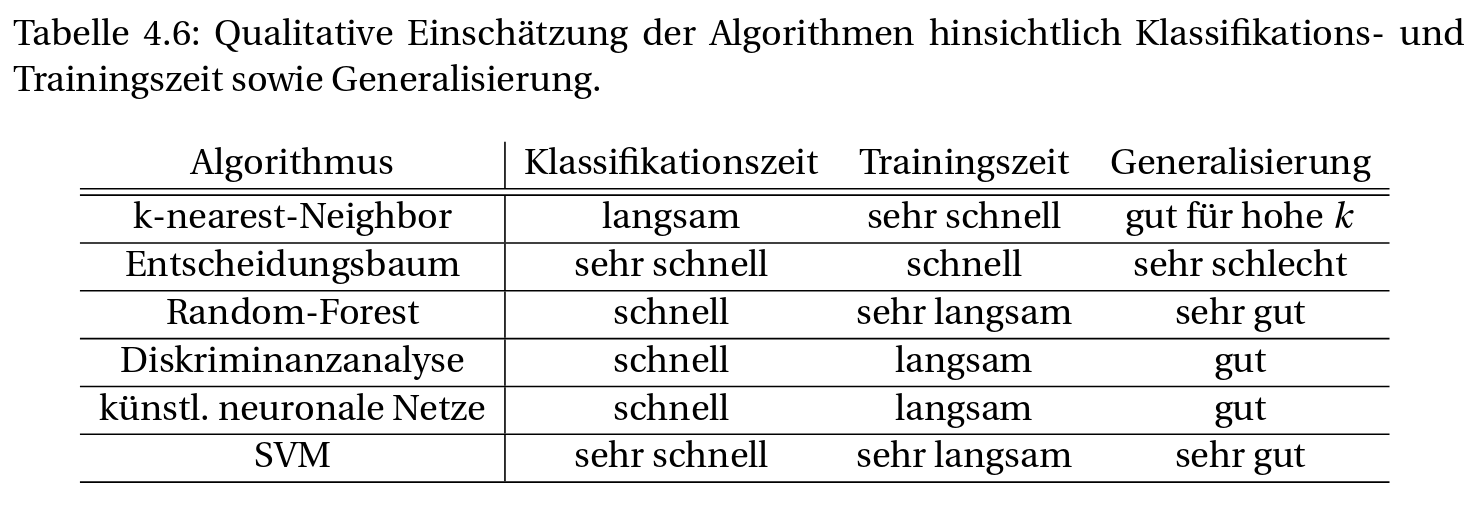 Tabelle 4.6: Qualitative Einschätzung der Algorithmen hinsichtlich Klassifikations- und
Trainingszeit sowie Generalisierung.
Algorithmus Klassifikationszeit Trainingszeit Generalisierung
k-nearest-Neighbor langsam sehr schnell gut für hohe k
Entscheidungsbaum sehr schnell schnell sehr schlecht
Random-Forest schnell sehr langsam sehr gut
Diskriminanzanalyse schnell langsam gut
künstl. neuronale Netze schnell langsam gut
SVM sehr schnell sehr langsam sehr gut